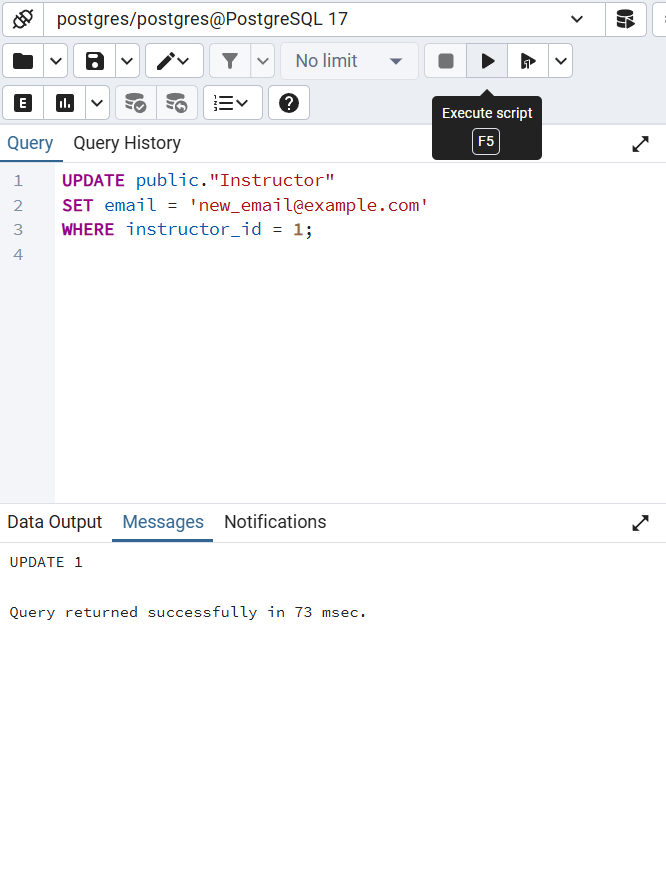 postgres/postgres@PostgreSQL 17
No limit
E
Execute script
F5
Query Query History
1 UPDATE public."Instructor"
2 SET email = 'new_email@example.com'
3 WHERE instructor_id = 1;
4
Data Output Messages Notifications
UPDATE 1
Query returned successfully in 73 msec.